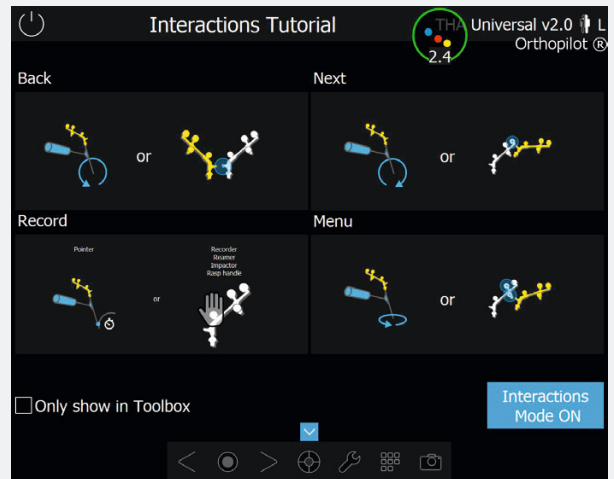 Interactions Tutorial
THA Universal v2.0 L
Orthopilot ®
2.4
Back
Next
or
or
Record
Menu
Pointer
or
Recorder
Reamer
Impactor
Rasp handle
or
Only show in Toolbox
Interactions
Mode ON